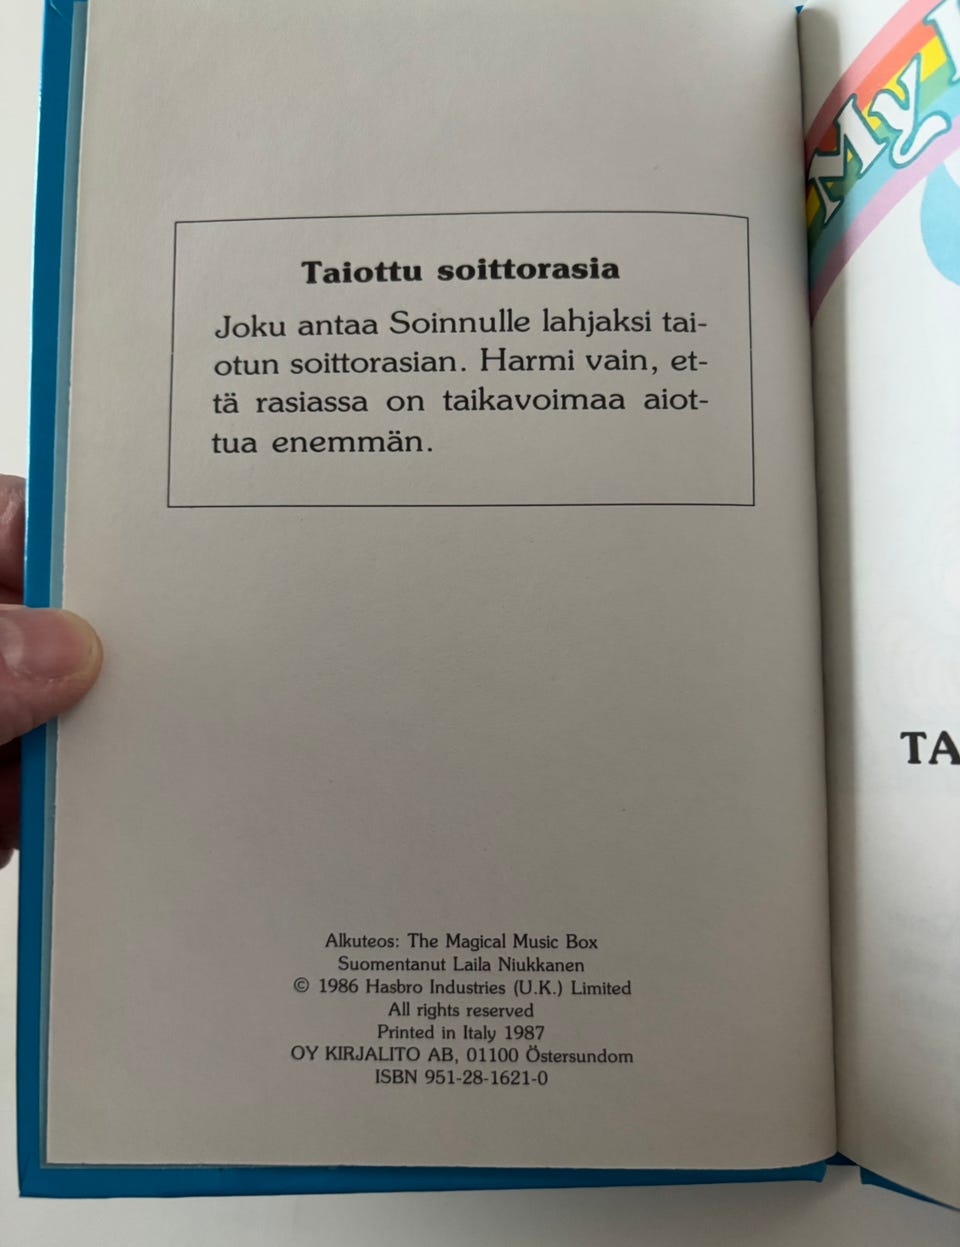 Taiottu soittorasia
Joku antaa Soinnulle lahjaksi tai-
otun soittorasian. Harmi vain, et-
tä rasiassa on taikavoimaa aiot-
tua enemmän.
Alkuteos: The Magical Music Box
Suomentanut Laila Niukkanen
© 1986 Hasbro Industries (U.K.) Limited
All rights reserved
Printed in Italy 1987
OY KIRJALITO AB, 01100 Östersundom
ISBN 951-28-1621-0
My
TA